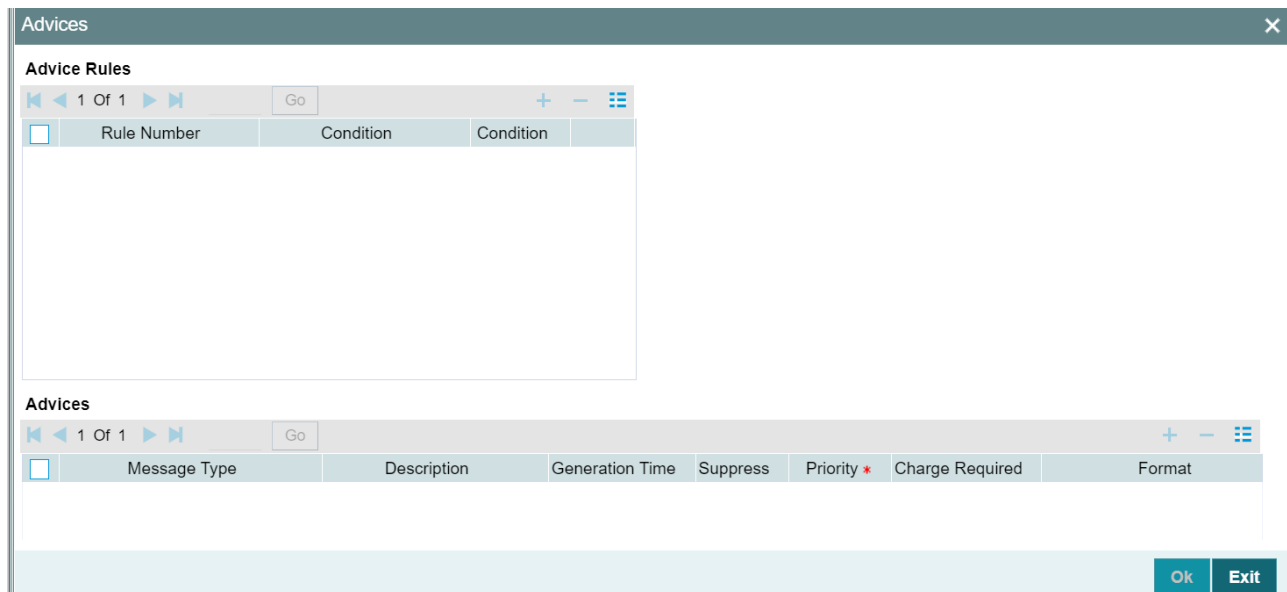 Advices
Advice Rules
1 Of 1 Go
Rule Number Condition Condition
Advices
1 Of 1 Go
Message Type Description Generation Time Suppress Priority * Charge Required Format
Ok Exit